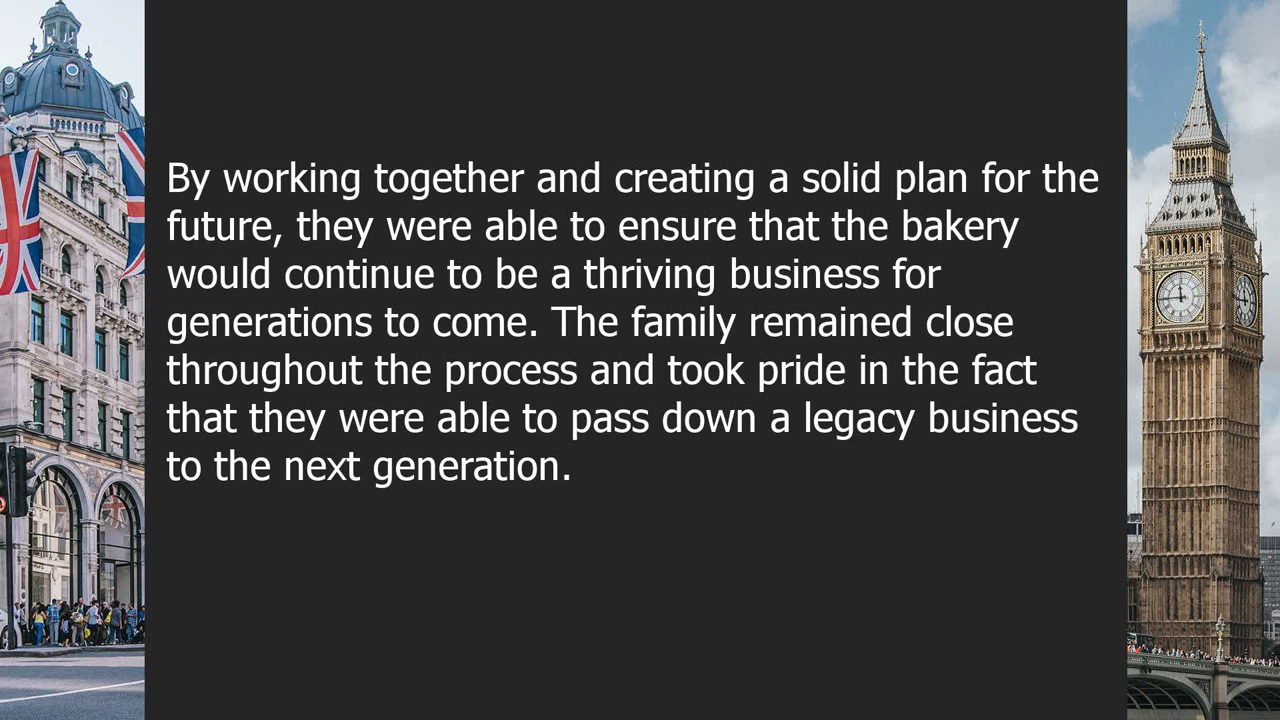 By working together and creating a solid plan for the
future, they were able to ensure that the bakery
would continue to be a thriving business for
generations to come. The family remained close
throughout the process and took pride in the fact
that they were able to pass down a legacy business
to the next generation.